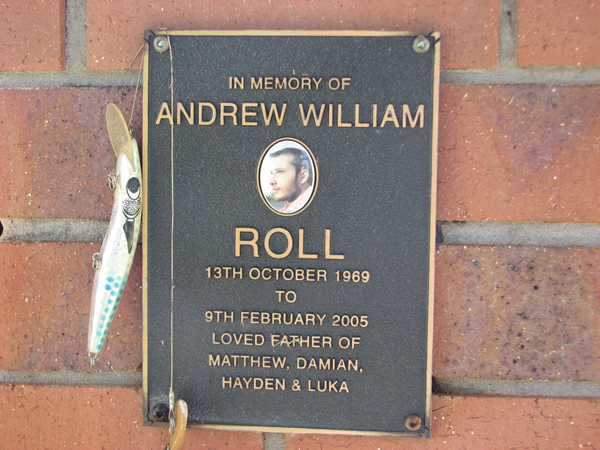 IN MEMORY OF
ANDREW WILLIAM
ROLL
13TH OCTOBER 1969
TO
9TH FEBRUARY 2005
LOVED FATHER OF
MATTHEW, DAMIAN,
HAYDEN & LUKA